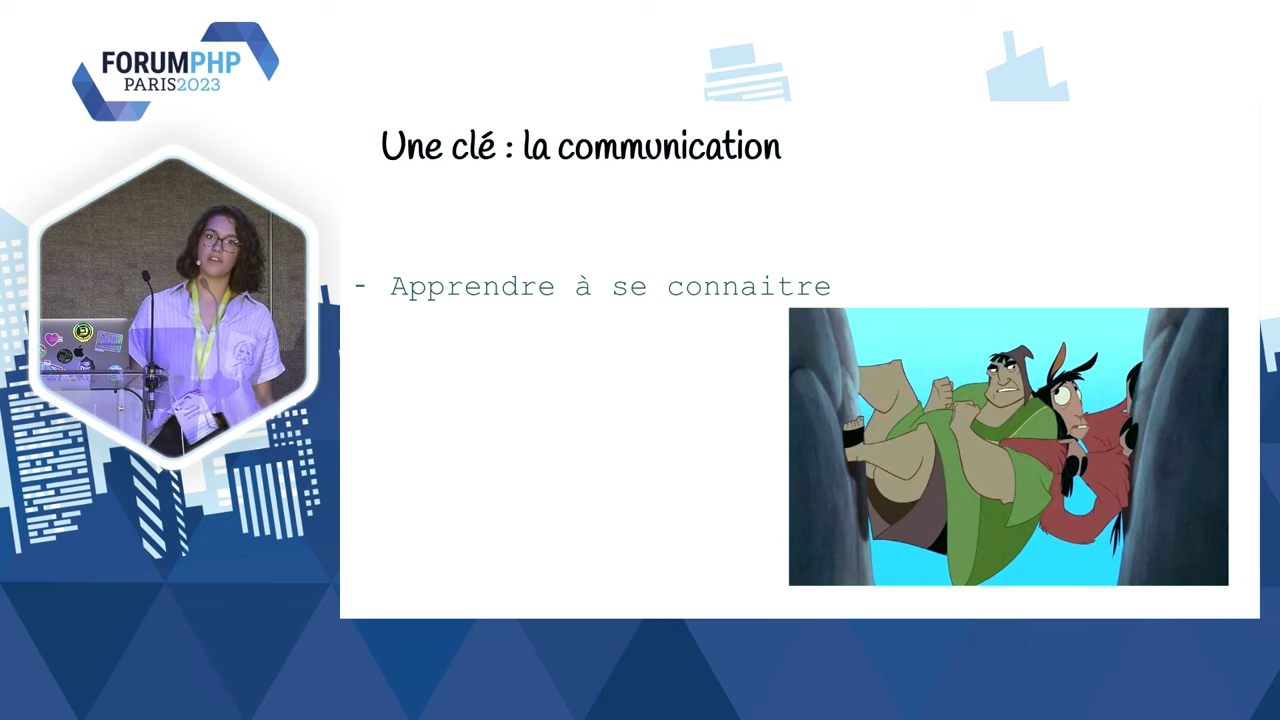 FORUMPHP
PARIS2023
Une clé : la communication
- Apprendre à se connaitre